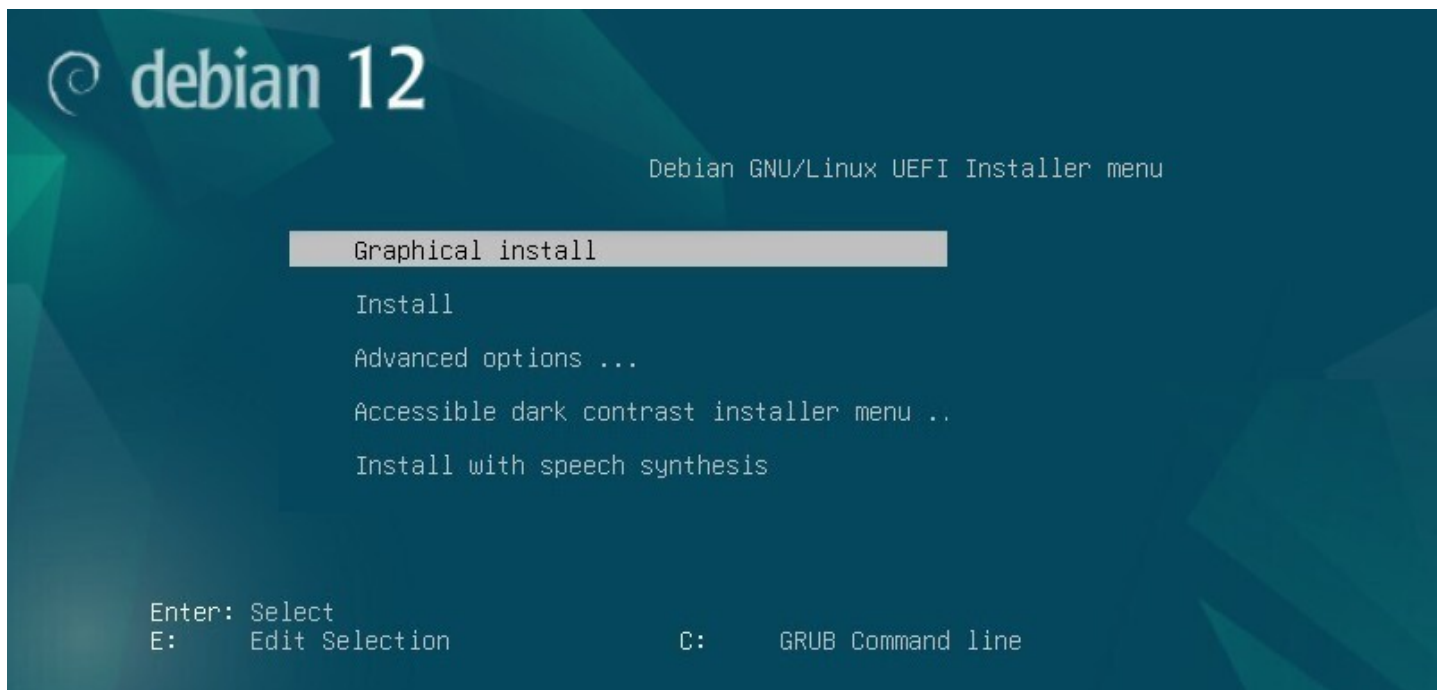 debian 12
Debian GNU/Linux UEFI Installer menu
Graphical install
Install
Advanced options ...
Accessible dark contrast installer menu ..
Install with speech synthesis
Enter: Select
E: Edit Selection C: GRUB Command line